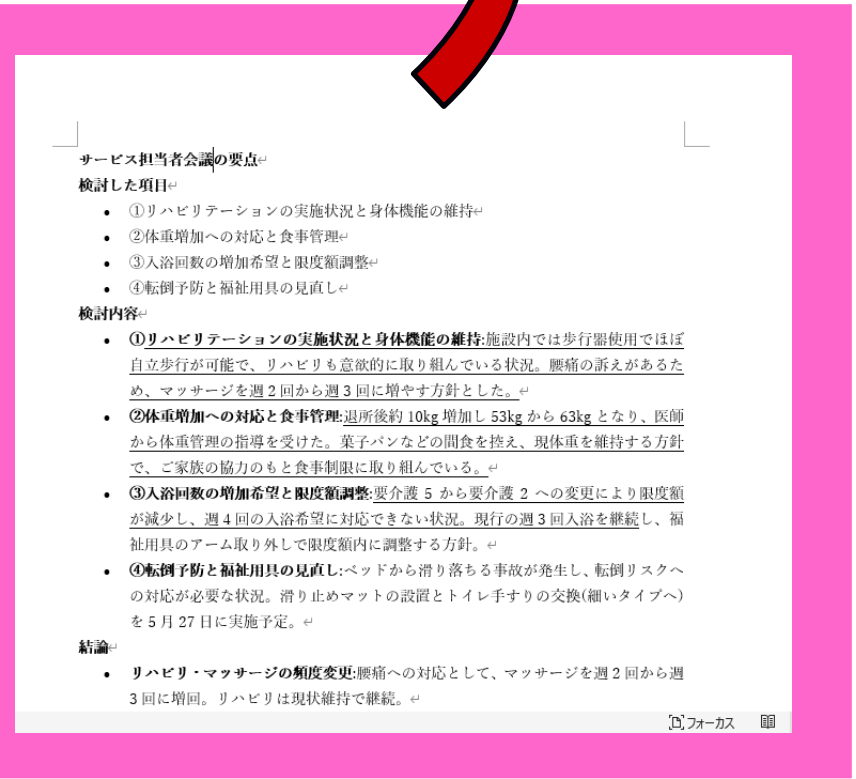 サービス担当者会議の要点
検討した項目
①リハビリテーションの実施状況と身体機能の維持
②体重増加への対応と食事管理
③入浴回数の増加希望と限度額調整
④転倒予防と福祉用具の見直し
検討内容
①リハビリテーションの実施状況と身体機能の維持:施設内では歩行器使用でほぼ
自立歩行が可能で、リハビリも意欲的に取り組んでいる状況。腰痛の訴えがあるた
め、マッサージを週2回から週3回に増やす方針とした。
②体重増加への対応と食事管理:退所後約10kg増加し53kgから63kgとなり、医師
から体重管理の指導を受けた。菓子パンなどの間食を控え、現体重を維持する方針
で、ご家族の協力のもと食事制限に取り組んでいる。
③入浴回数の増加希望と限度額調整:要介護5から要介護2への変更により限度額
が減少し、週4回の入浴希望に対応できない状況。現行の週3回入浴を継続し、福
祉用具のアーム取り外しで限度額内に調整する方針。
④転倒予防と福祉用具の見直し:ベッドから滑り落ちる事故が発生し、転倒リスクへ
の対応が必要な状況。滑り止めマットの設置とトイレ手すりの交換(細いタイプへ)
を5月27日に実施予定。
結論
リハビリ・マッサージの頻度変更:腰痛への対応として、マッサージを週2回から週
3回に増回。リハビリは現状維持で継続。
フォーカス